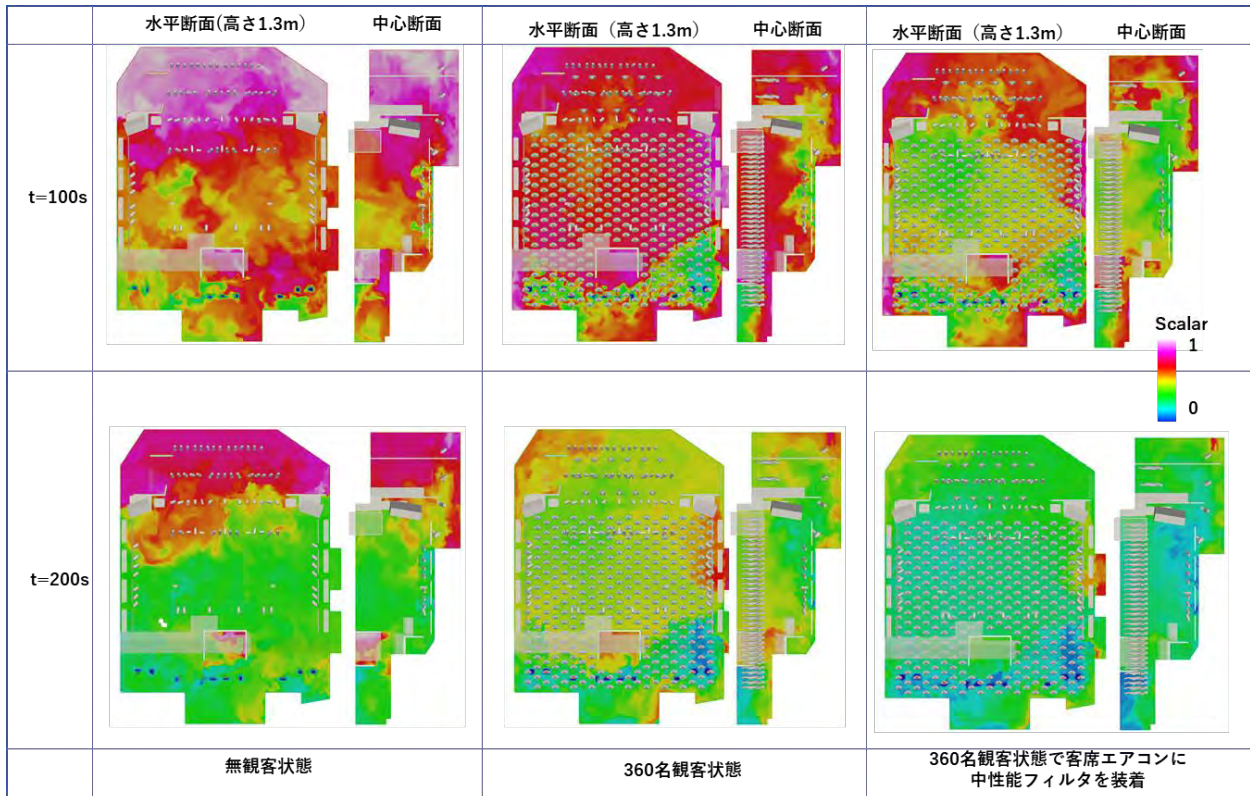 水平断面(高さ1.3m)
中心断面
水平断面（高さ1.3m）
中心断面
水平断面（高さ1.3m）
中心断面
t=100s
Scalar
1
0
t=200s
無観客状態
360名観客状態
360名観客状態で客席エアコンに
中性能フィルタを装着